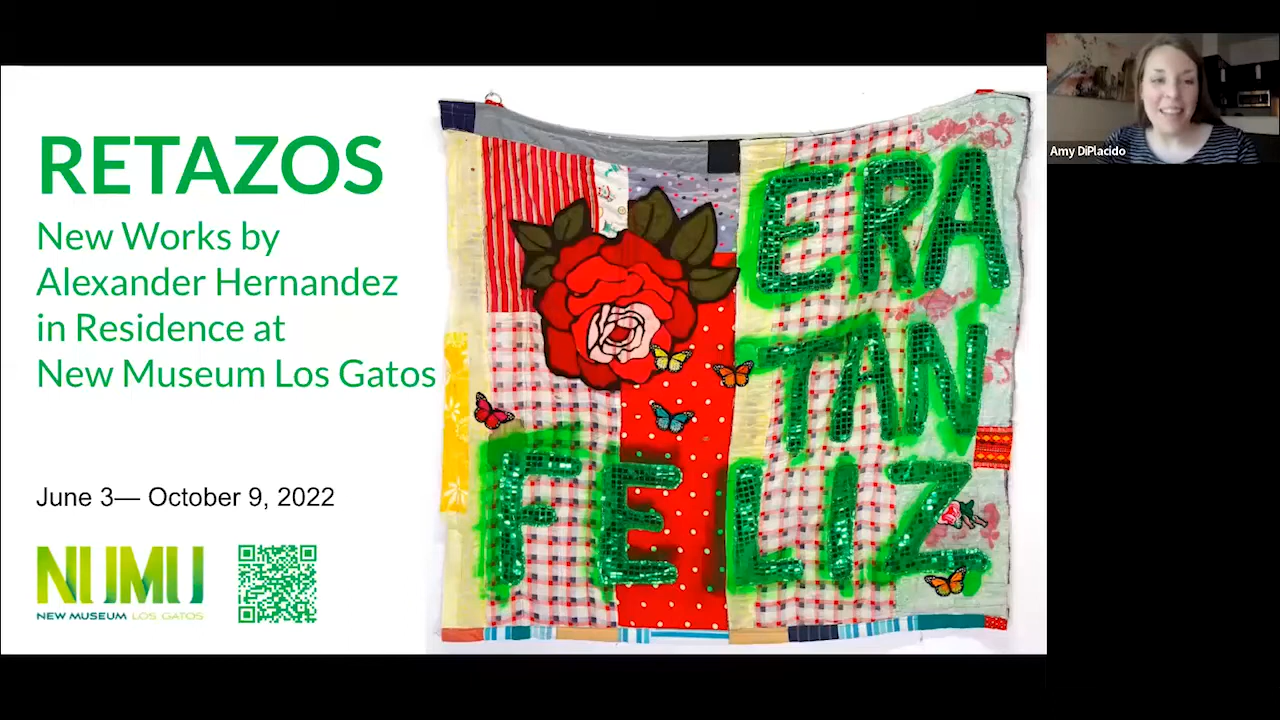 RETAZOS
New Works by
Alexander Hernandez
in Residence at
New Museum Los Gatos
June 3— October 9, 2022
NUMU
NEW MUSEUM LOS GATOS
ERA
TAN
FELIZ
Amy DiPlacido